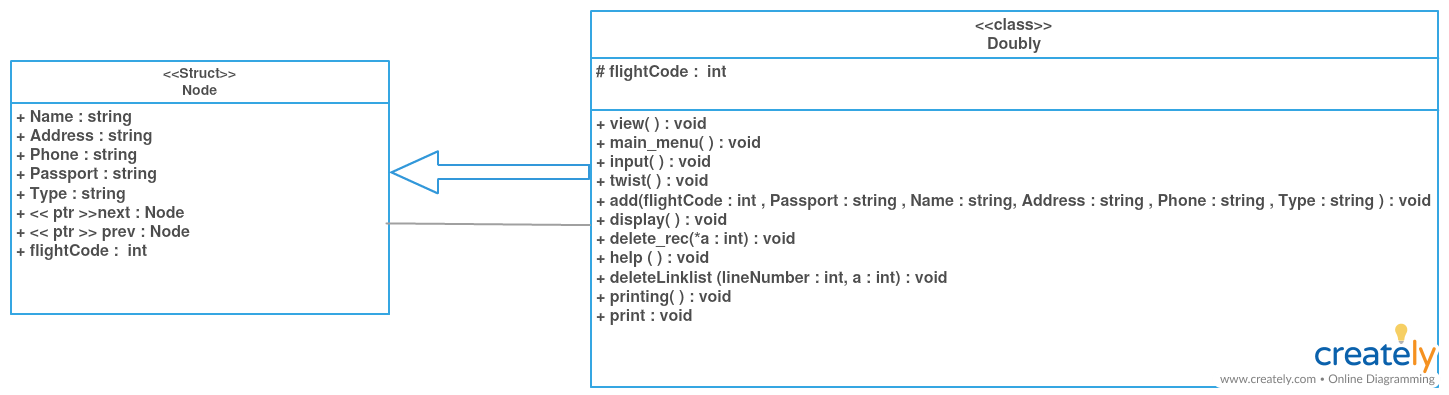 <<Struct>>
Node
+ Name : string
+ Address : string
+ Phone : string
+ Passport : string
+ Type : string
+ << ptr >>next : Node
+ << ptr >> prev : Node
+ flightCode :  int
<<class>>
Doubly
# flightCode :  int
+ view( ) : void
+ main_menu( ) : void
+ input( ) : void
+ twist( ) : void
+ add(flightCode : int , Passport : string , Name : string, Address : string , Phone : string , Type : string ) : void
+ display( ) : void
+ delete_rec(*a : int) : void
+ help ( ) : void
+ deleteLinklist (lineNumber : int, a : int) : void
+ printing( ) : void
+ print : void
creately
www.creately.com • Online Diagramming